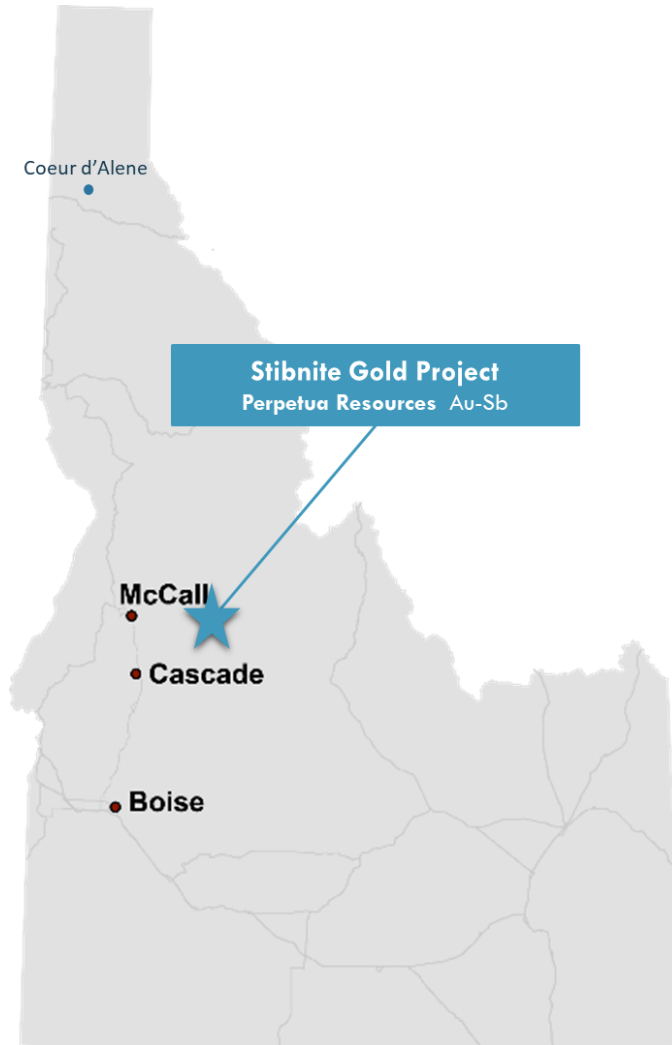 Coeur d’Alene
Stibnite Gold Project
Perpetua Resources Au-Sb
McCall
Cascade
Boise